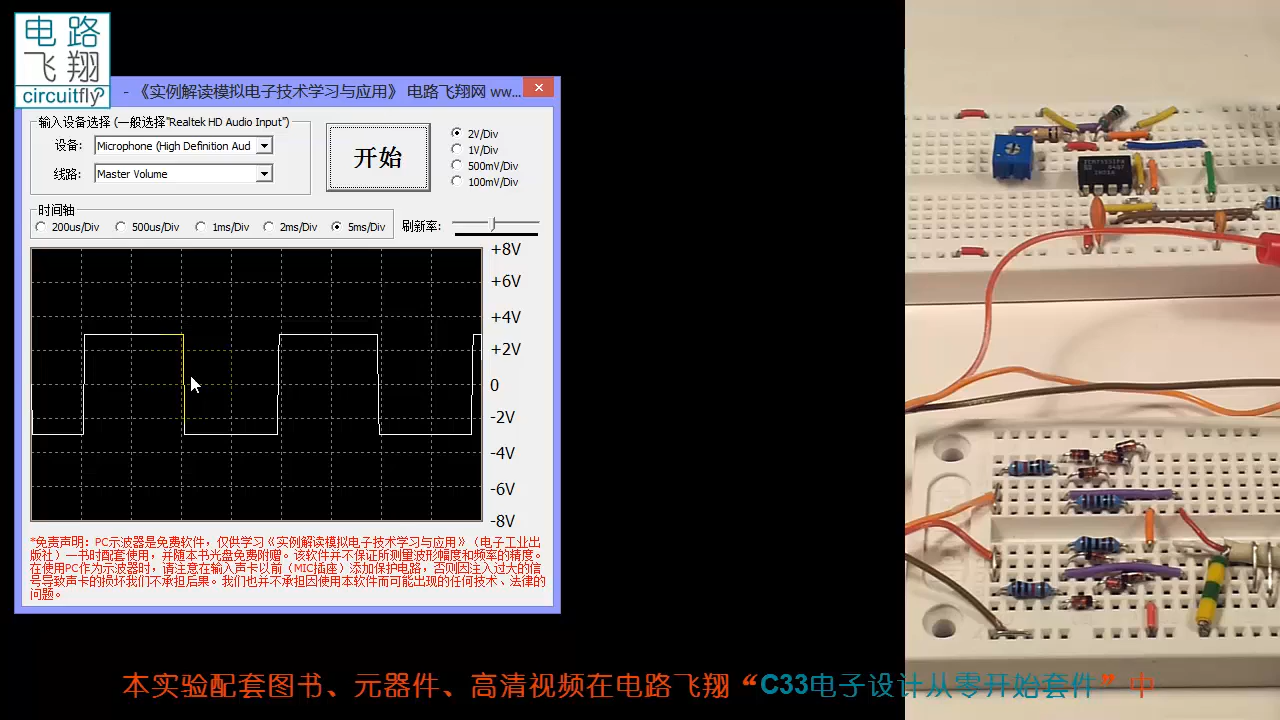 电路
飞翔
circuitfly
- 《实例解读模拟电子技术学习与应用》 电路飞翔网 ww...
输入设备选择 (一般选择"Realtek HD Audio Input")
设备: Microphone (High Definition Aud
线路: Master Volume
开始
2V/Div
1V/Div
500mV/Div
100mV/Div
时间轴
200us/Div 500us/Div 1ms/Div 2ms/Div 5ms/Div 刷新率:
+8V
+6V
+4V
+2V
0
-2V
-4V
-6V
-8V
*免责声明：PC示波器是免费软件，仅供学习《实例解读模拟电子技术学习与应用》（电子工业出
版社）一书时配套使用，并随本书光盘免费附赠。该软件并不保证所测量波形幅度和频率的精度。
在使用PC作为示波器时，请注意在输入声卡以前（MIC插座）添加保护电路，否则因注入过大的信
号导致声卡的损坏我们不承担后果。我们也并不承担因使用本软件而可能出现的任何技术、法律的
问题。
本实验配套图书、元器件、高清视频在电路飞翔“C33电子设计从零开始套件”中